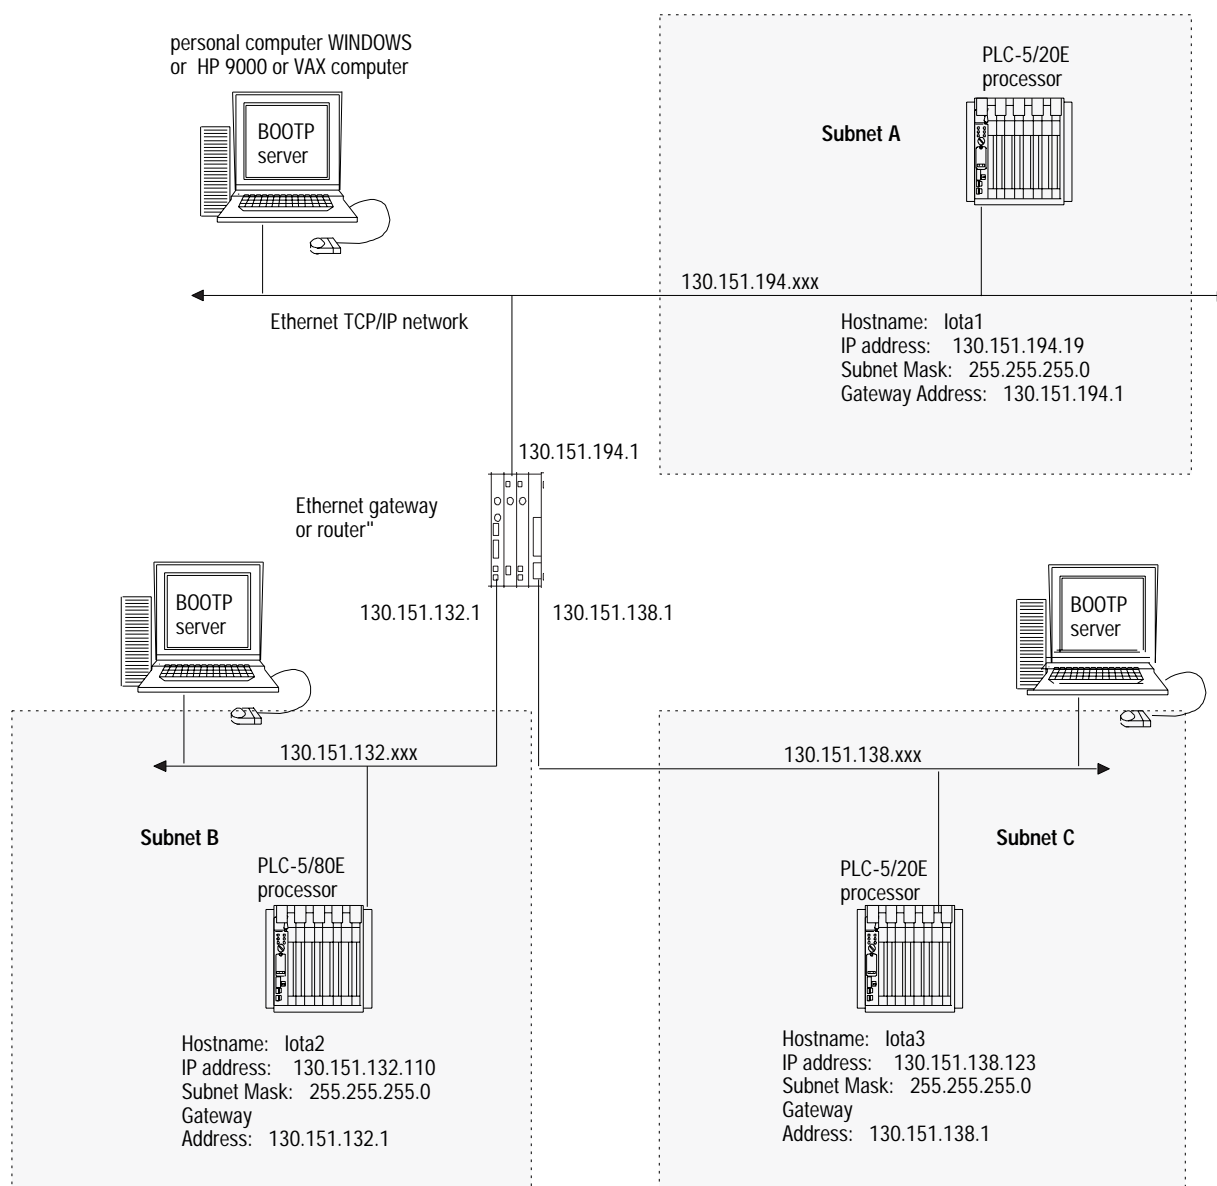 personal computer WINDOWS
or HP 9000 or VAX computer
BOOTP
server
PLC-5/20E
processor
Subnet A
130.151.194.xxx
Ethernet TCP/IP network
Hostname: Iota1
IP address: 130.151.194.19
Subnet Mask: 255.255.255.0
Gateway Address: 130.151.194.1
130.151.194.1
Ethernet gateway
or router"
130.151.132.1
130.151.138.1
BOOTP
server
BOOTP
server
130.151.132.xxx
130.151.138.xxx
Subnet B
Subnet C
PLC-5/80E
processor
PLC-5/20E
processor
Hostname: Iota2
IP address: 130.151.132.110
Subnet Mask: 255.255.255.0
Gateway
Address: 130.151.132.1
Hostname: Iota3
IP address: 130.151.138.123
Subnet Mask: 255.255.255.0
Gateway
Address: 130.151.138.1